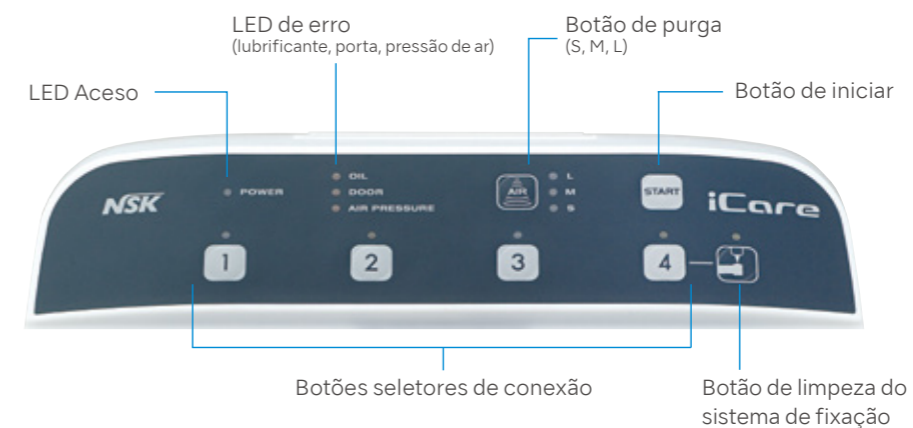 LED de erro
(lubrificante, porta, pressão de ar)
Botão de purga
(S, M, L)
LED Aceso
Botão de iniciar
NSK
POWER
OIL
DOOR
AIR PRESSURE
AIR
L
M
S
START
iCare
1
2
3
4
Botões seletores de conexão
Botão de limpeza do
sistema de fixação